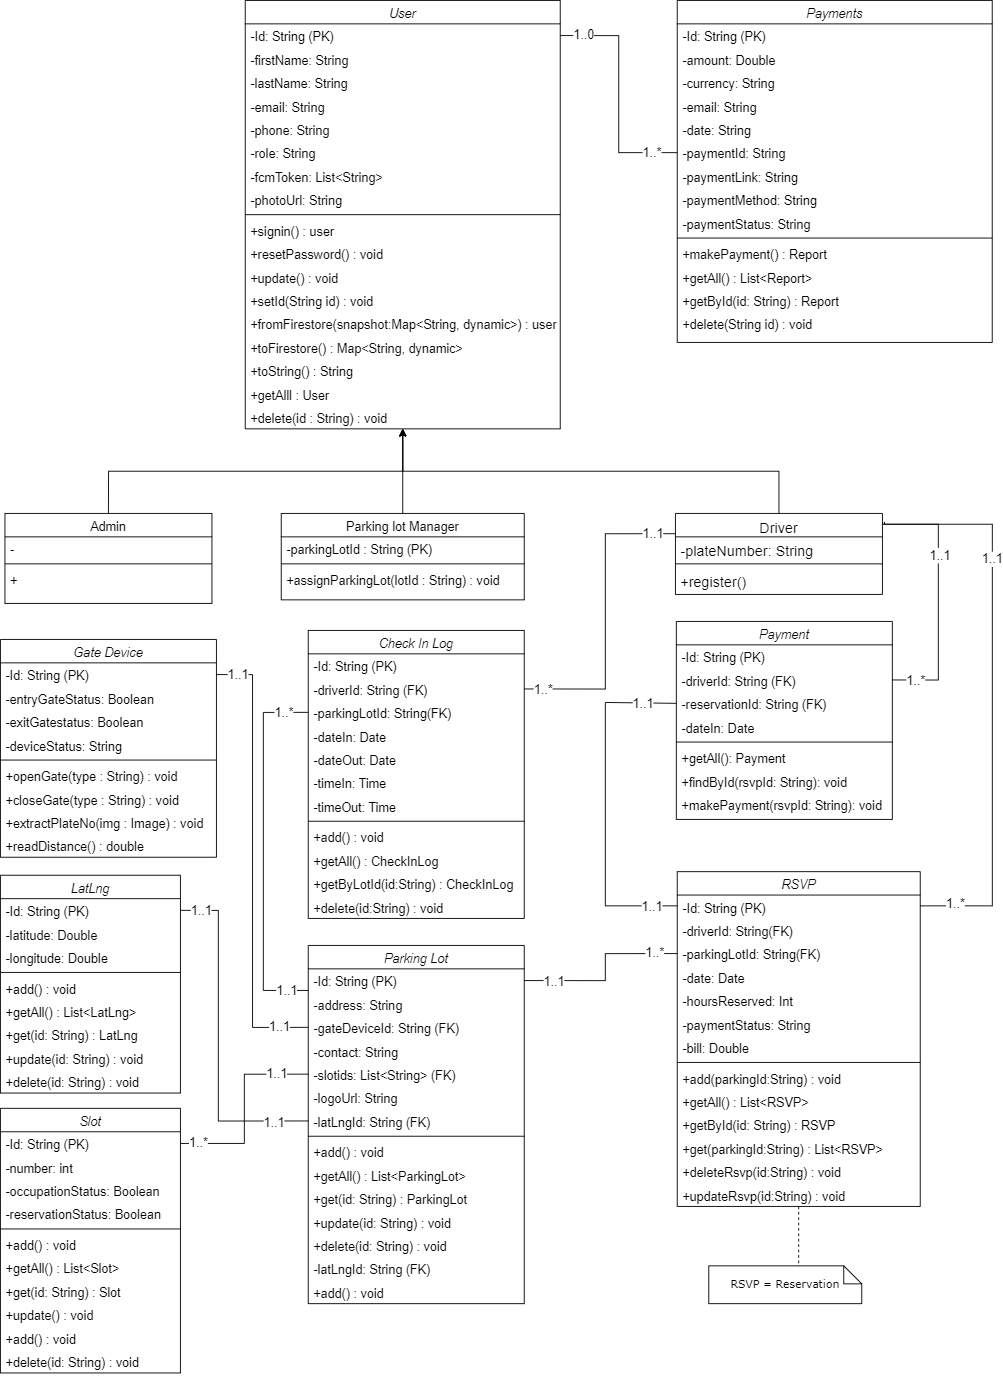 User
-Id: String (PK)
-firstName: String
-lastName: String
-email: String
-phone: String
-role: String
-fcmToken: List<String>
-photoUrl: String
+signin() : user
+resetPassword() : void
+update() : void
+setId(String id) : void
+fromFirestore(snapshot:Map<String, dynamic>) : user
+toFirestore() : Map<String, dynamic>
+toString() : String
+getAlll : User
+delete(id : String) : void
1..0
1..*
Payments
-Id: String (PK)
-amount: Double
-currency: String
-email: String
-date: String
-paymentId: String
-paymentLink: String
-paymentMethod: String
-paymentStatus: String
+makePayment() : Report
+getAll() : List<Report>
+getById(id: String) : Report
+delete(String id) : void
Admin
-
+
Parking lot Manager
-parkingLotId : String (PK)
+assignParkingLot(lotId : String) : void
Driver
-plateNumber: String
+register()
1..1
1..1
1..1
Gate Device
-Id: String (PK)
-entryGateStatus: Boolean
-exitGatestatus: Boolean
-deviceStatus: String
+openGate(type : String) : void
+closeGate(type : String) : void
+extractPlateNo(img : Image) : void
+readDistance() : double
1..1
1..*
Check In Log
-Id: String (PK)
-driverId: String (FK)
-parkingLotId: String(FK)
-dateIn: Date
-dateOut: Date
-timeIn: Time
-timeOut: Time
+add() : void
+getAll() : CheckInLog
+getByLotId(id:String) : CheckInLog
+delete(id:String) : void
1..*
1..1
Payment
-Id: String (PK)
-driverId: String (FK)
-reservationId: String (FK)
-dateIn: Date
+getAll(): Payment
+findById(rsvpId: String): void
+makePayment(rsvpId: String): void
1..*
LatLng
-Id: String (PK)
-latitude: Double
-longitude: Double
+add() : void
+getAll() : List<LatLng>
+get(id: String) : LatLng
+update(id: String) : void
+delete(id: String) : void
1..1
Parking Lot
-Id: String (PK)
-address: String
-gateDeviceId: String (FK)
-contact: String
-slotids: List<String> (FK)
-logoUrl: String
-latLngId: String (FK)
+add() : void
+getAll() : List<ParkingLot>
+get(id: String) : ParkingLot
+update(id: String) : void
+delete(id: String) : void
-latLngId: String (FK)
+add() : void
1..1
1..1
1..1
1..1
1..1
1..*
1..1
RSVP
-Id: String (PK)
-driverId: String(FK)
-parkingLotId: String(FK)
-date: Date
-hoursReserved: Int
-paymentStatus: String
-bill: Double
+add(parkingId:String) : void
+getAll() : List<RSVP>
+getById(id: String) : RSVP
+get(parkingId:String) : List<RSVP>
+deleteRsvp(id:String) : void
+updateRsvp(id:String) : void
1..*
Slot
-Id: String (PK)
-number: int
-occupationStatus: Boolean
-reservationStatus: Boolean
+add() : void
+getAll() : List<Slot>
+get(id: String) : Slot
+update() : void
+add() : void
+delete(id: String) : void
1..*
RSVP = Reservation